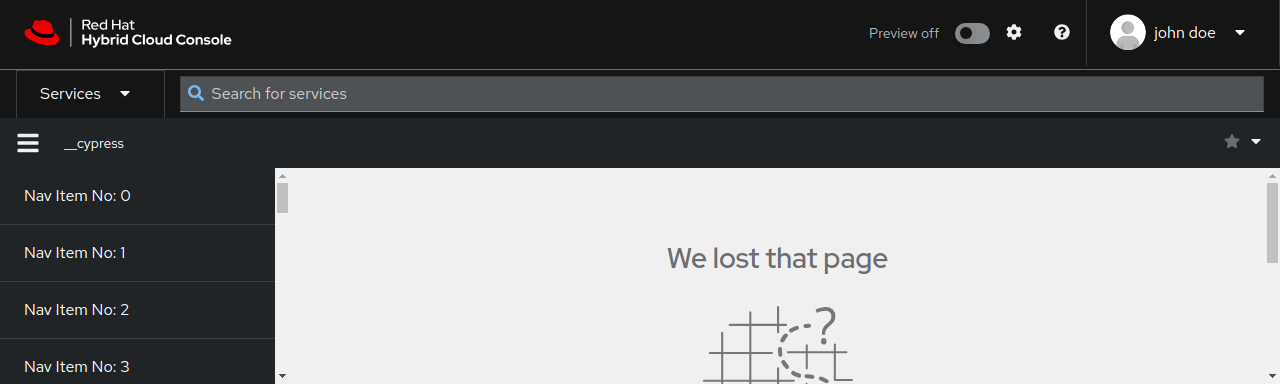 Red Hat
Hybrid Cloud Console
Preview off
john doe
Services
Search for services
__cypress
Nav Item No: 0
Nav Item No: 1
Nav Item No: 2
Nav Item No: 3
We lost that page
?